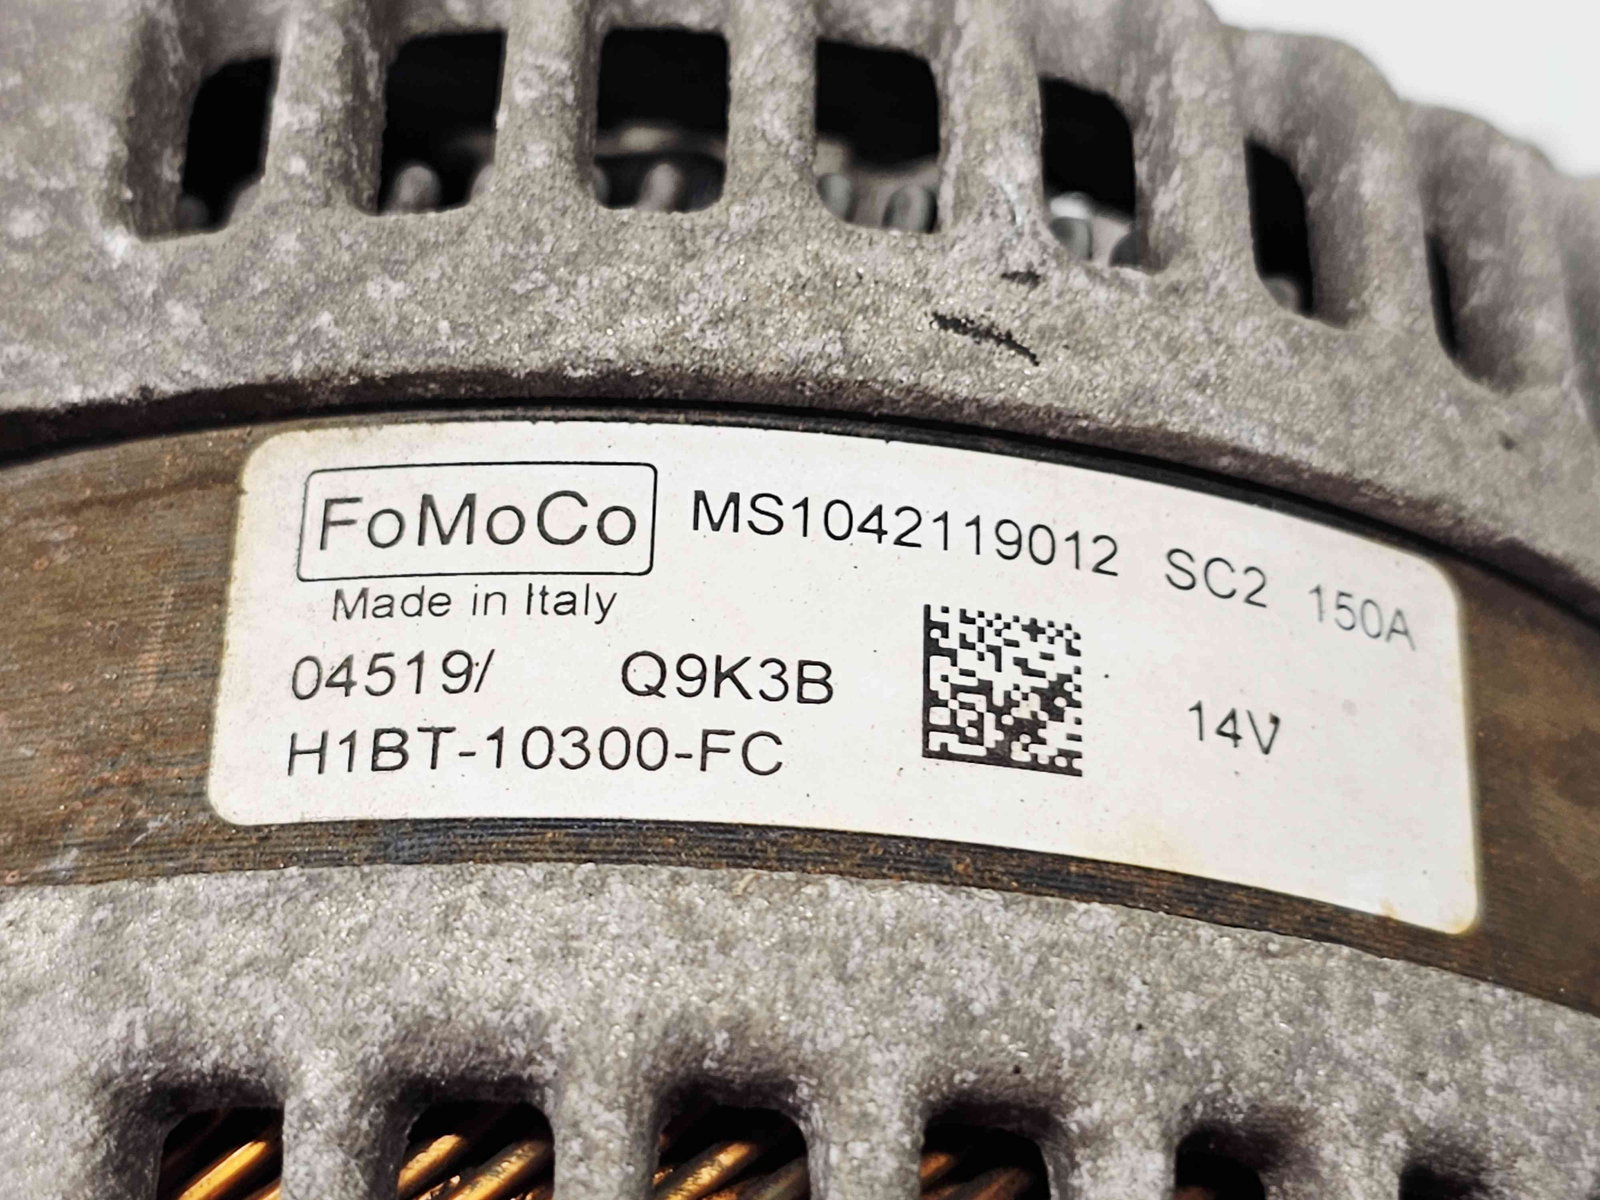 FoMoCo MS1042119012 SC2 150A
Made in Italy
04519/ Q9K3B 14V
H1BT-10300-FC